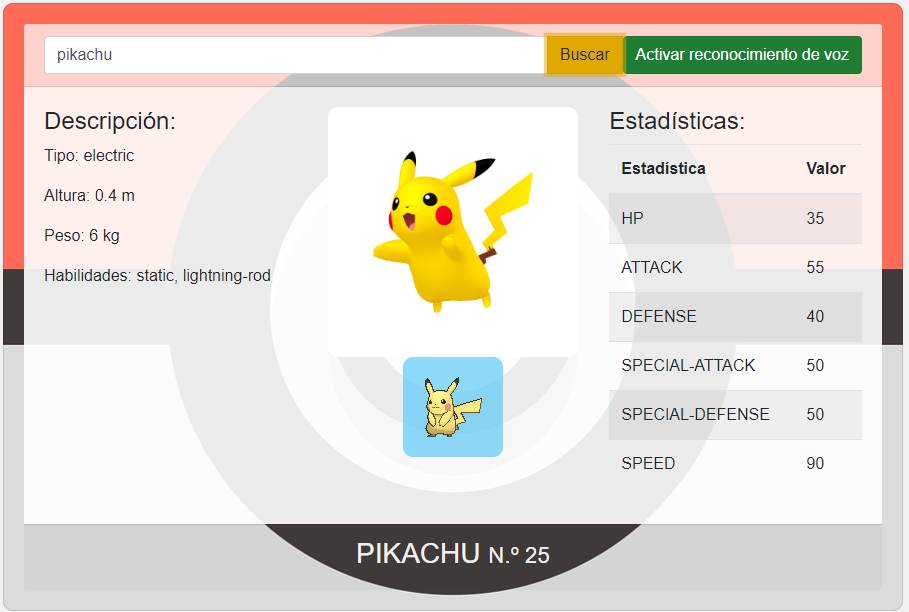 pikachu Buscar Activar reconocimiento de voz
Descripción:
Tipo: electric
Altura: 0.4 m
Peso: 6 kg
Habilidades: static, lightning-rod
Estadísticas:
Estadística Valor
HP 35
ATTACK 55
DEFENSE 40
SPECIAL-ATTACK 50
SPECIAL-DEFENSE 50
SPEED 90
PIKACHU N.º 25